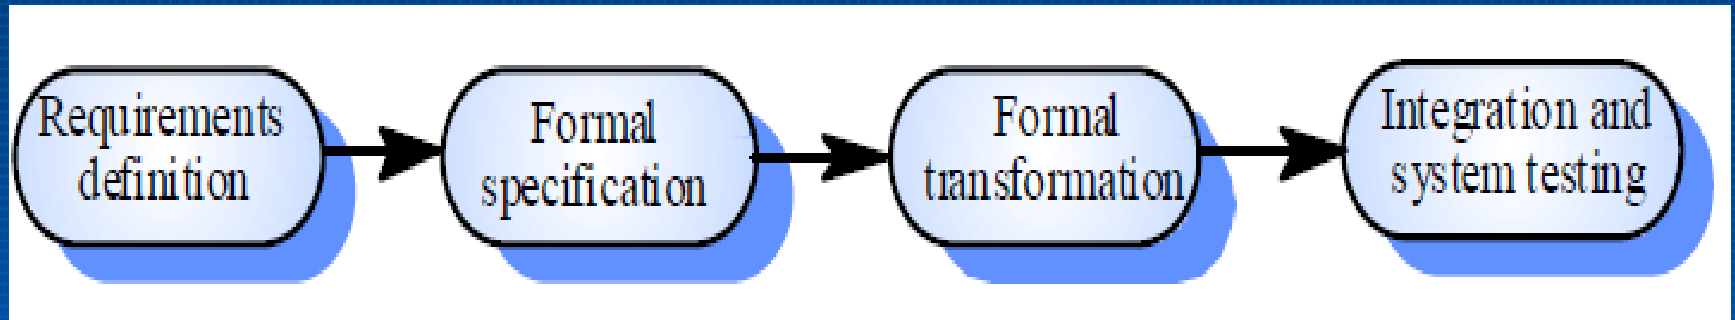 Requirements
definition
Formal
specification
Formal
transformation
Integration and
system testing